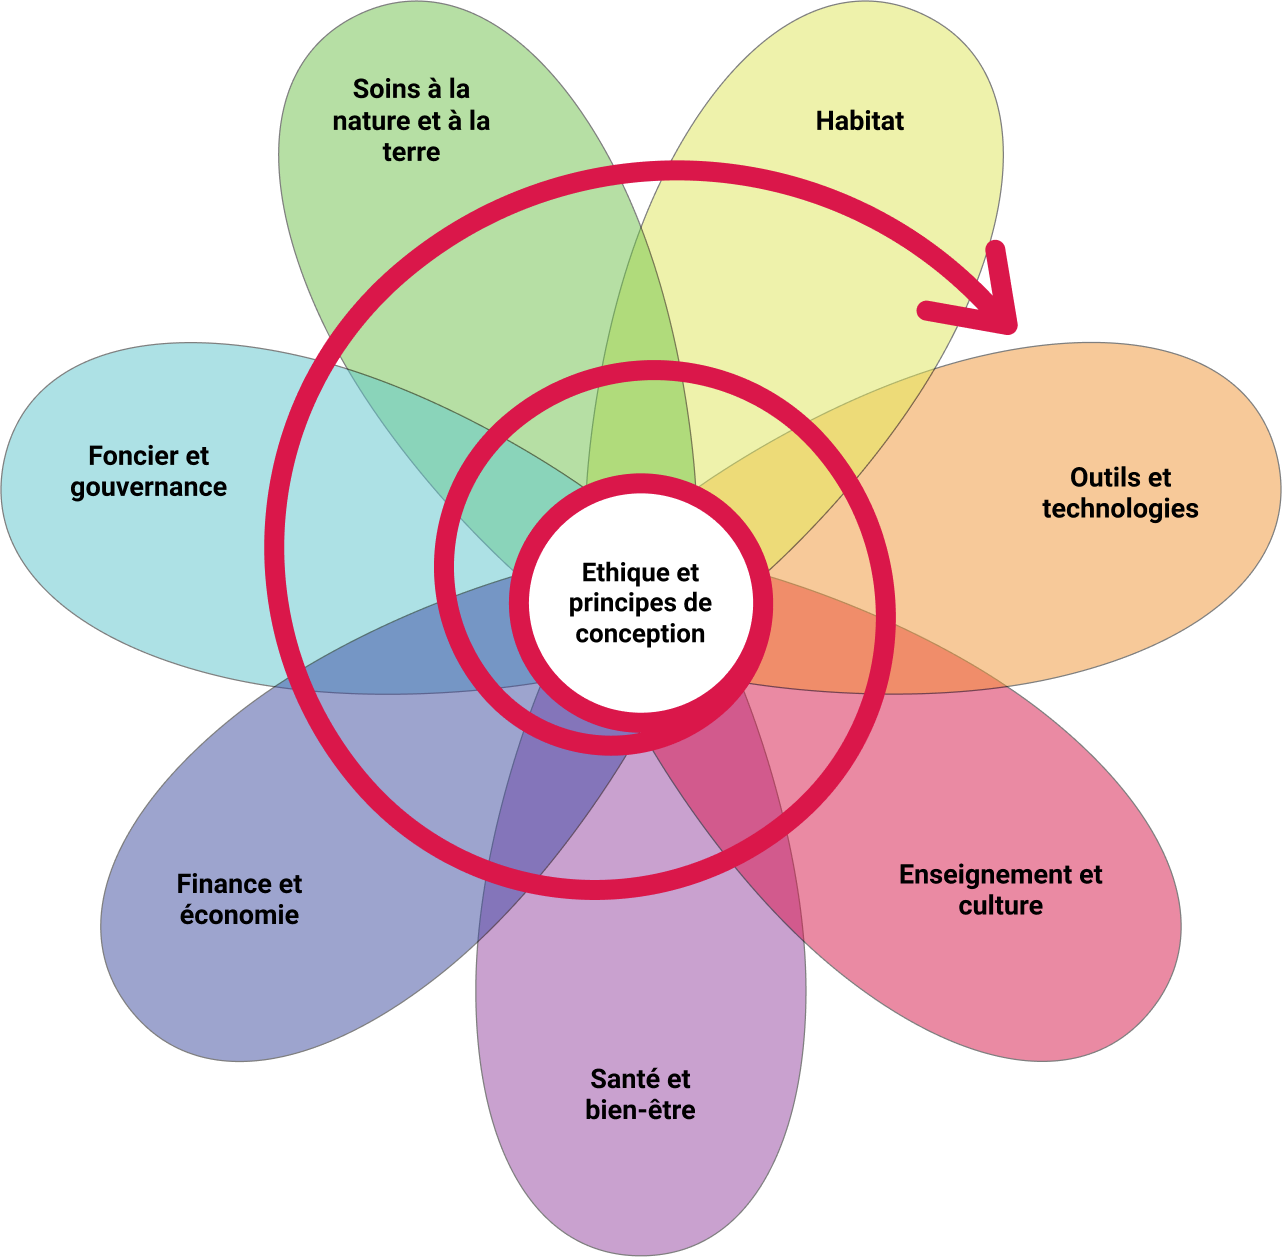 Soins à la
nature et à la
terre
Habitat
Foncier et
gouvernance
Outils et
technologies
Ethique et
principes de
conception
Finance et
économie
Enseignement et
culture
Santé et
bien-être